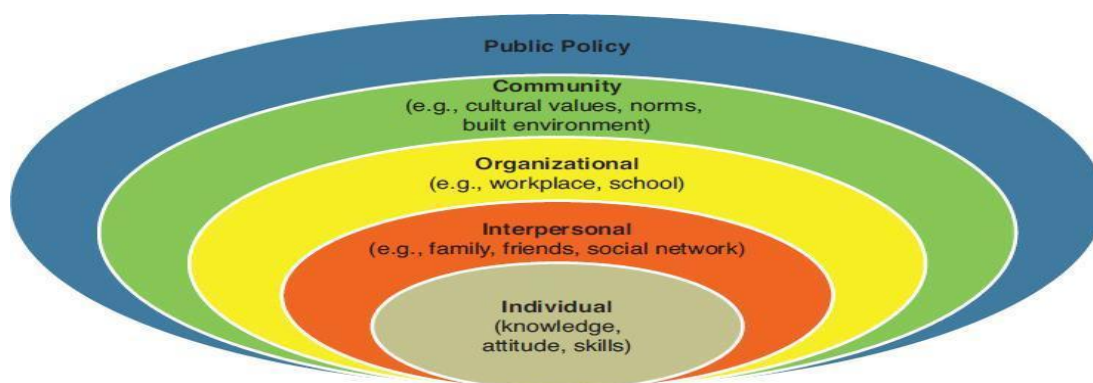 Public Policy
Community
(e.g., cultural values, norms,
built environment)
Organizational
(e.g., workplace, school)
Interpersonal
(e.g., family, friends, social network)
Individual
(knowledge,
attitude, skills)